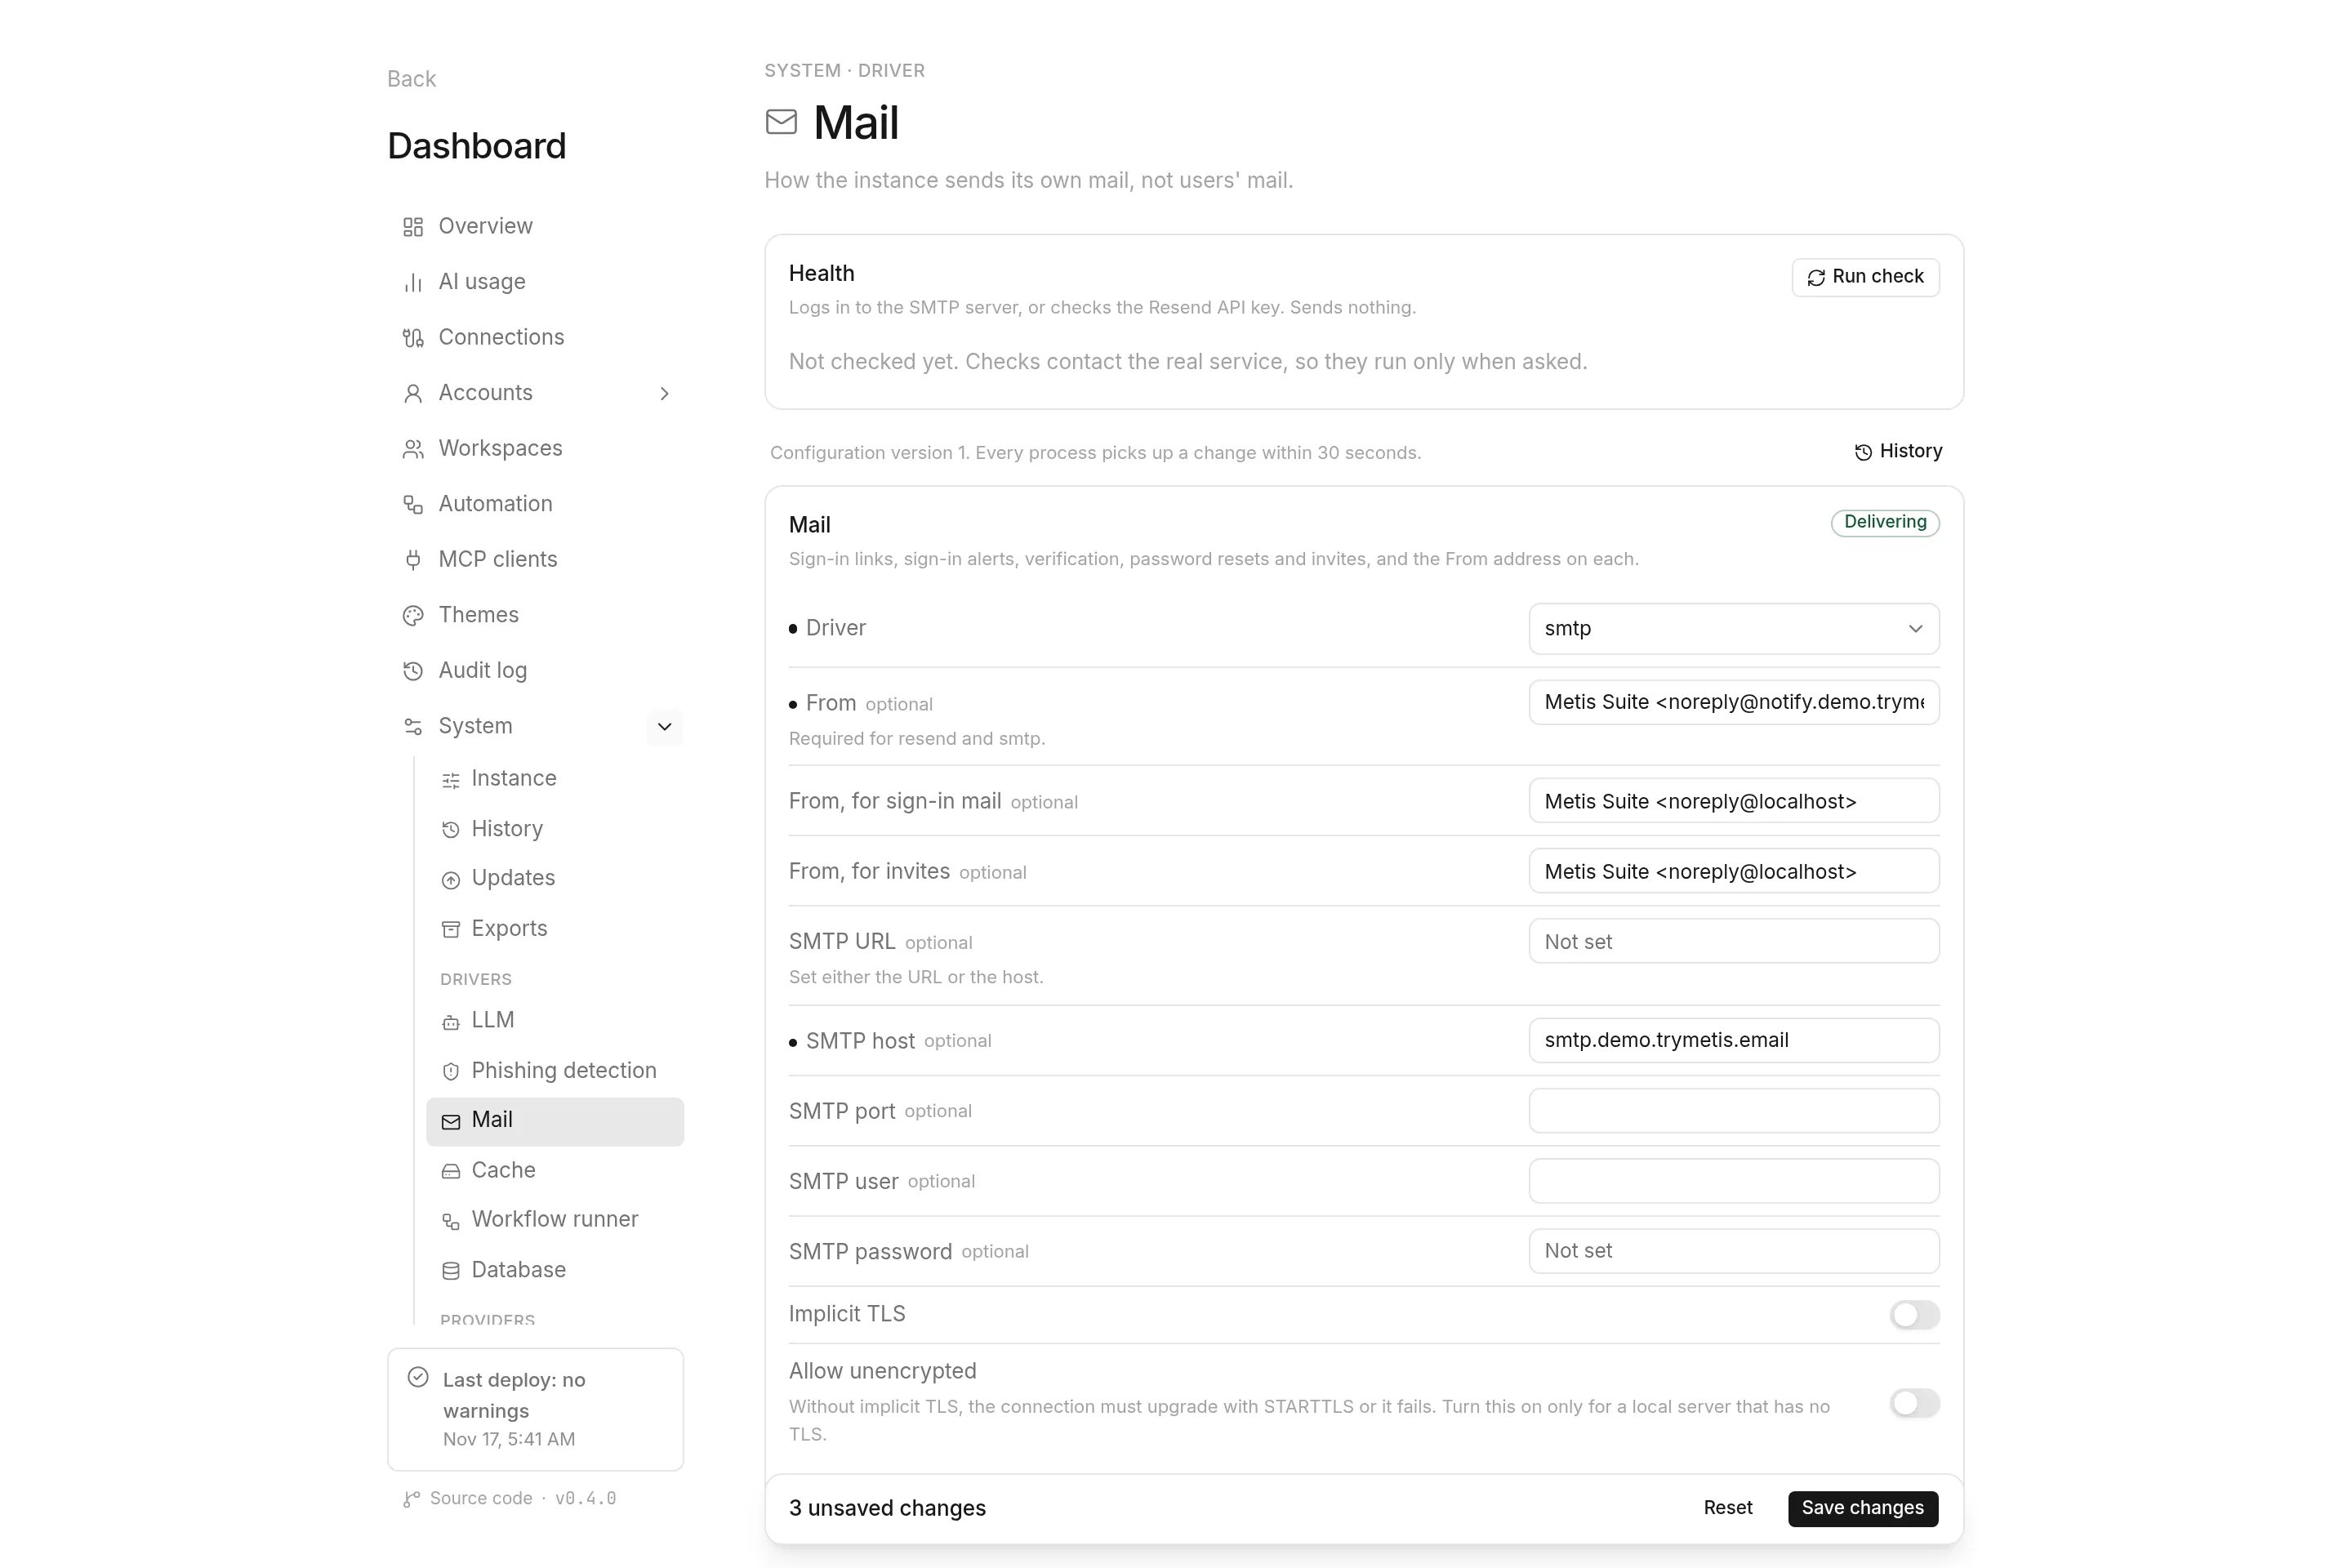 Back
Dashboard
Overview
AI usage
Connections
Accounts
Workspaces
Automation
MCP clients
Themes
Audit log
System
Instance
History
Updates
Exports
DRIVERS
LLM
Phishing detection
Mail
Cache
Workflow runner
Database
PROVIDERS
Last deploy: no
warnings
Nov 17, 5:41 AM
Source code · v0.4.0
SYSTEM · DRIVER
Mail
How the instance sends its own mail, not users' mail.
Health
Run check
Logs in to the SMTP server, or checks the Resend API key. Sends nothing.
Not checked yet. Checks contact the real service, so they run only when asked.
Configuration version 1. Every process picks up a change within 30 seconds.
History
Mail
Delivering
Sign-in links, sign-in alerts, verification, password resets and invites, and the From address on each.
Driver
smtp
From optional
Metis Suite <noreply@notify.demo.tryme
Required for resend and smtp.
From, for sign-in mail optional
Metis Suite <noreply@localhost>
From, for invites optional
Metis Suite <noreply@localhost>
SMTP URL optional
Not set
Set either the URL or the host.
SMTP host optional
smtp.demo.trymetis.email
SMTP port optional
SMTP user optional
SMTP password optional
Not set
Implicit TLS
Allow unencrypted
Without implicit TLS, the connection must upgrade with STARTTLS or it fails. Turn this on only for a local server that has no
TLS.
3 unsaved changes
Reset
Save changes